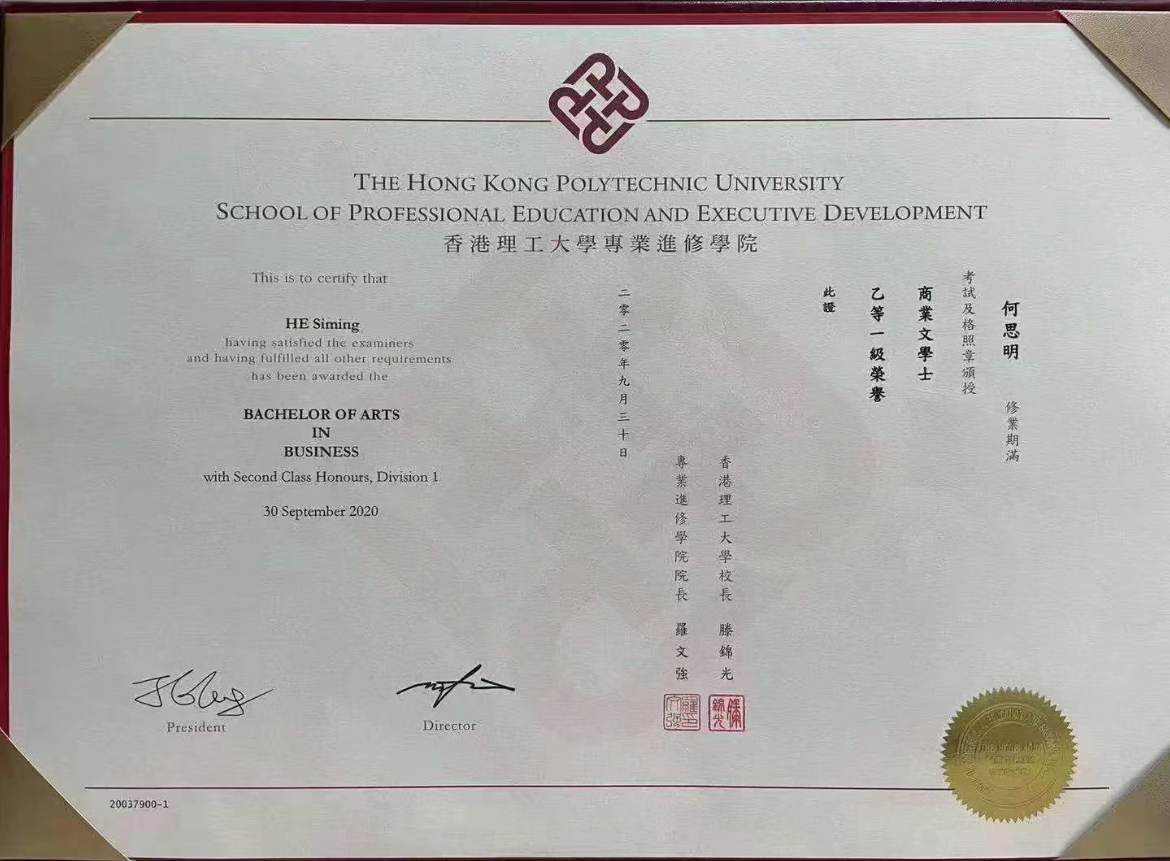 THE HONG KONG POLYTECHNIC UNIVERSITY
SCHOOL OF PROFESSIONAL EDUCATION AND EXECUTIVE DEVELOPMENT
香港理工大學專業進修學院
This is to certify that
HE Siming
having satisfied the examiners
and having fulfilled all other requirements
has been awarded the
BACHELOR OF ARTS
IN
BUSINESS
with Second Class Honours, Division 1
30 September 2020
何思明 修業期滿
考試及格照章頒授
商業文學士
乙等一級榮譽
此證
香港理工大學校長 滕錦光
專業進修學院院長 羅文強
二零二零年九月三十日
President
Director
20037900-1